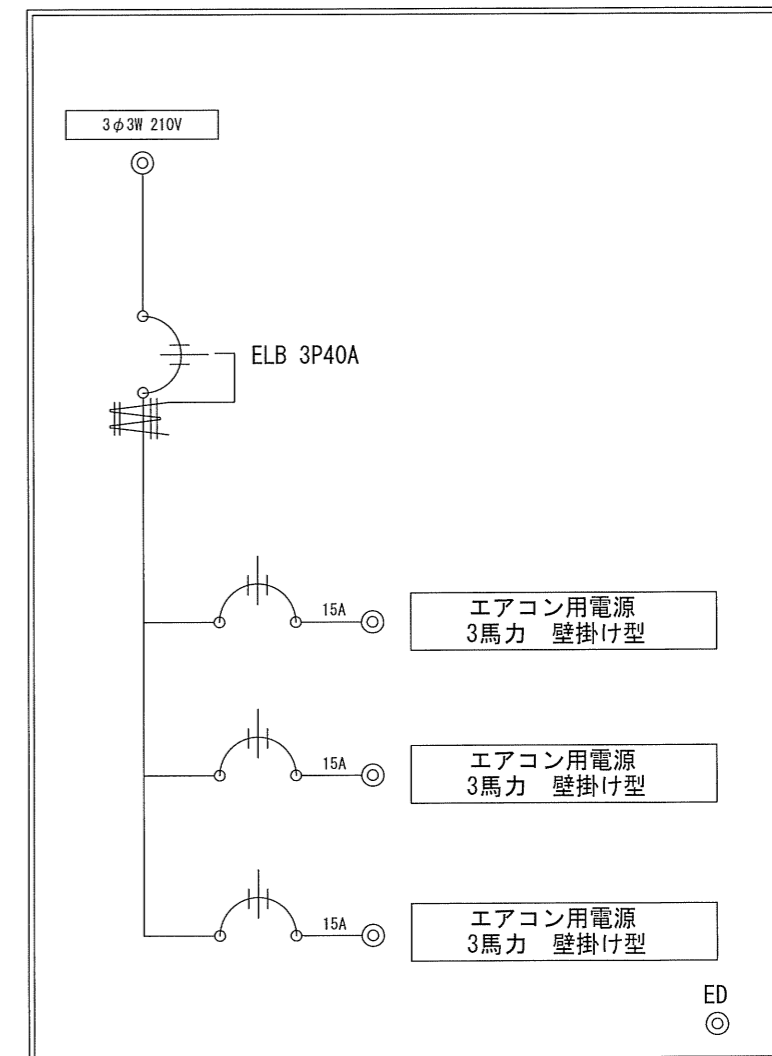 3φ3W 210V
ELB 3P40A
15A
エアコン用電源
3馬力 壁掛け型
15A
エアコン用電源
3馬力 壁掛け型
15A
エアコン用電源
3馬力 壁掛け型
ED